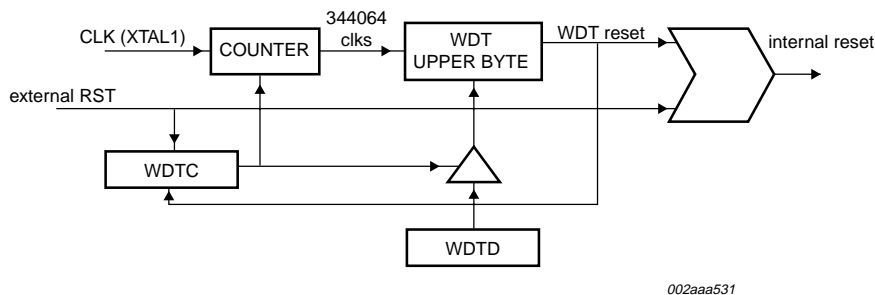 344064
clks
CLK (XTAL1)
COUNTER
WDT
UPPER BYTE
WDT reset
internal reset
external RST
WDTC
WDTD
002aaa531